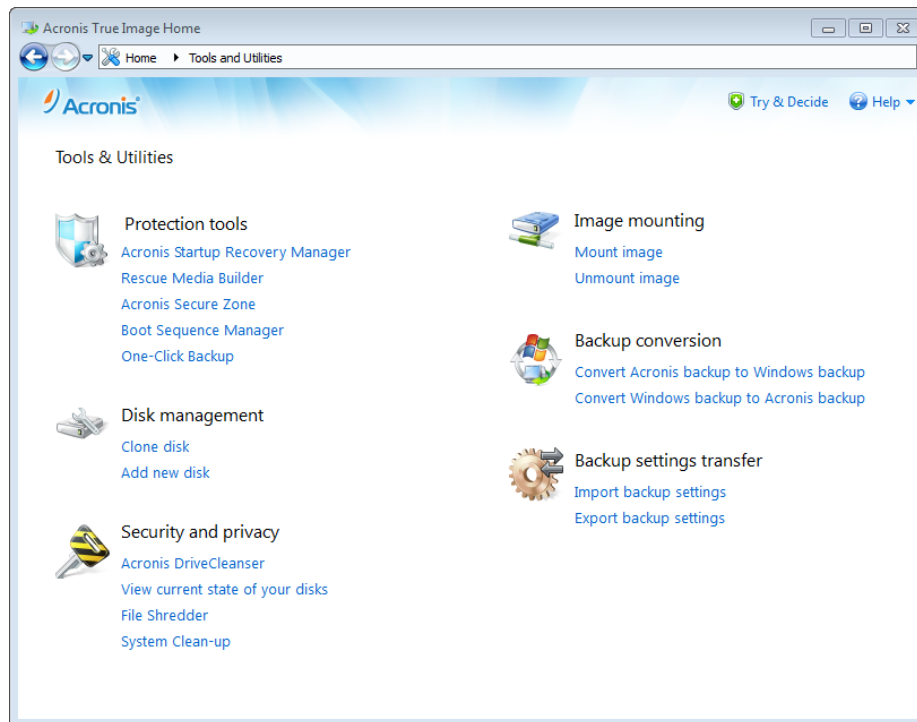 Acronis True Image Home
Home ▸ Tools and Utilities
Acronis
Try & Decide
Help
Tools & Utilities
Protection tools
Acronis Startup Recovery Manager
Rescue Media Builder
Acronis Secure Zone
Boot Sequence Manager
One-Click Backup
Disk management
Clone disk
Add new disk
Security and privacy
Acronis DriveCleanser
View current state of your disks
File Shredder
System Clean-up
Image mounting
Mount image
Unmount image
Backup conversion
Convert Acronis backup to Windows backup
Convert Windows backup to Acronis backup
Backup settings transfer
Import backup settings
Export backup settings